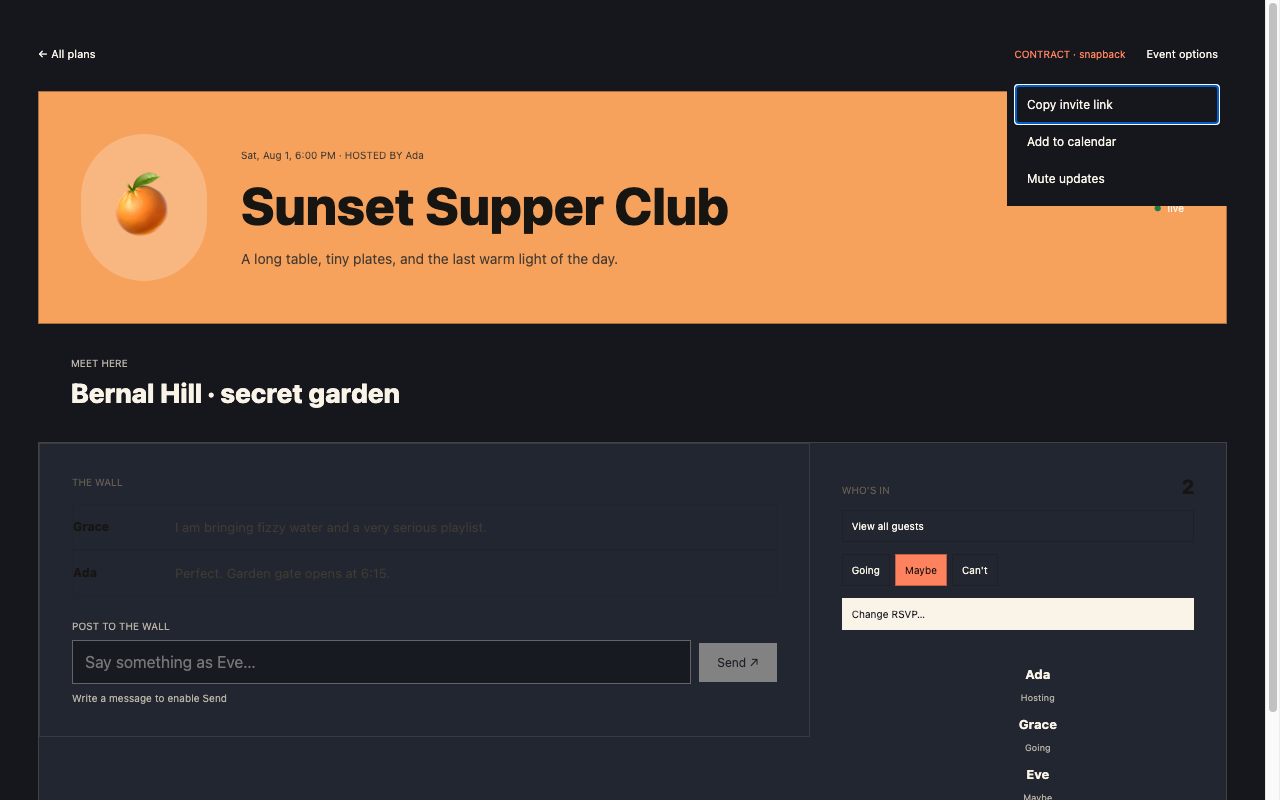 ← All plans
CONTRACT · snapback
Event options
Copy invite link
Add to calendar
Mute updates
live
Sat, Aug 1, 6:00 PM · HOSTED BY Ada
Sunset Supper Club
A long table, tiny plates, and the last warm light of the day.
MEET HERE
Bernal Hill · secret garden
THE WALL
Grace
I am bringing fizzy water and a very serious playlist.
Ada
Perfect. Garden gate opens at 6:15.
POST TO THE WALL
Say something as Eve...
Send ↗
Write a message to enable Send
WHO'S IN
2
View all guests
Going
Maybe
Can't
Change RSVP...
Ada
Hosting
Grace
Going
Eve
Maybe